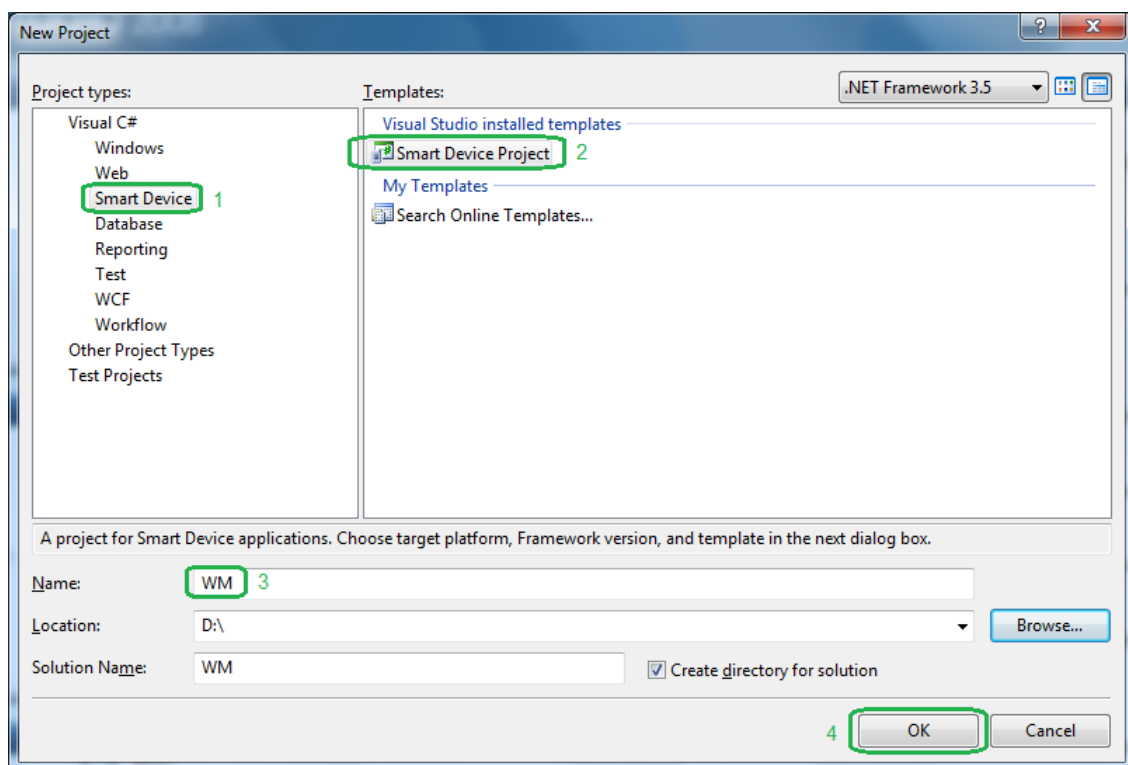 New Project
Project types:
Templates:
.NET Framework 3.5
Visual C#
Windows
Web
Smart Device 1
Database
Reporting
Test
WCF
Workflow
Other Project Types
Test Projects
Visual Studio installed templates
Smart Device Project 2
My Templates
Search Online Templates...
A project for Smart Device applications. Choose target platform, Framework version, and template in the next dialog box.
Name: WM 3
Location: D:\ Browse...
Solution Name: WM Create directory for solution
4 OK Cancel